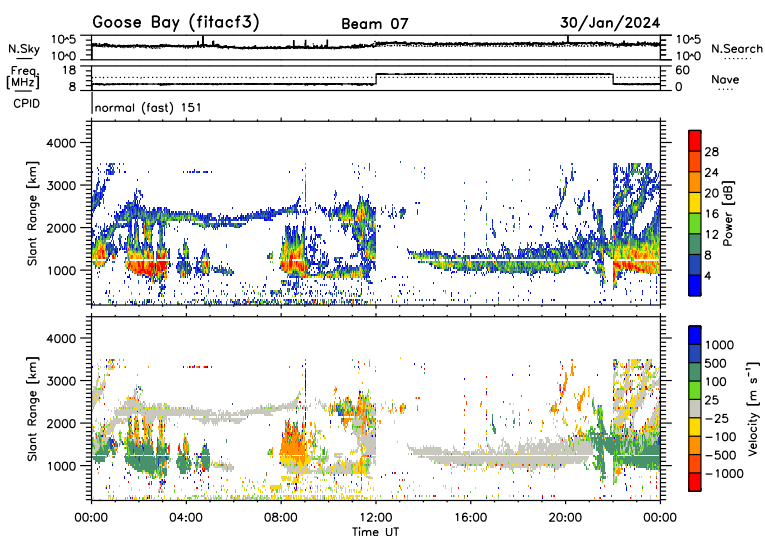 Goose Bay (fitacf3) Beam 07 30/Jan/2024
N.Sky 10^5 10^0 10^5 10^0 N.Search
Freq. [MHz] 18 8 60 0 Nave
CPID normal (fast) 151
Slant Range [km] 4000 3000 2000 1000
Power [dB] 28 24 20 16 12 8 4
Slant Range [km] 4000 3000 2000 1000
Velocity [m s⁻¹] 1000 500 100 25 −25 −100 −500 −1000
00:00 04:00 08:00 12:00 16:00 20:00 00:00
Time UT